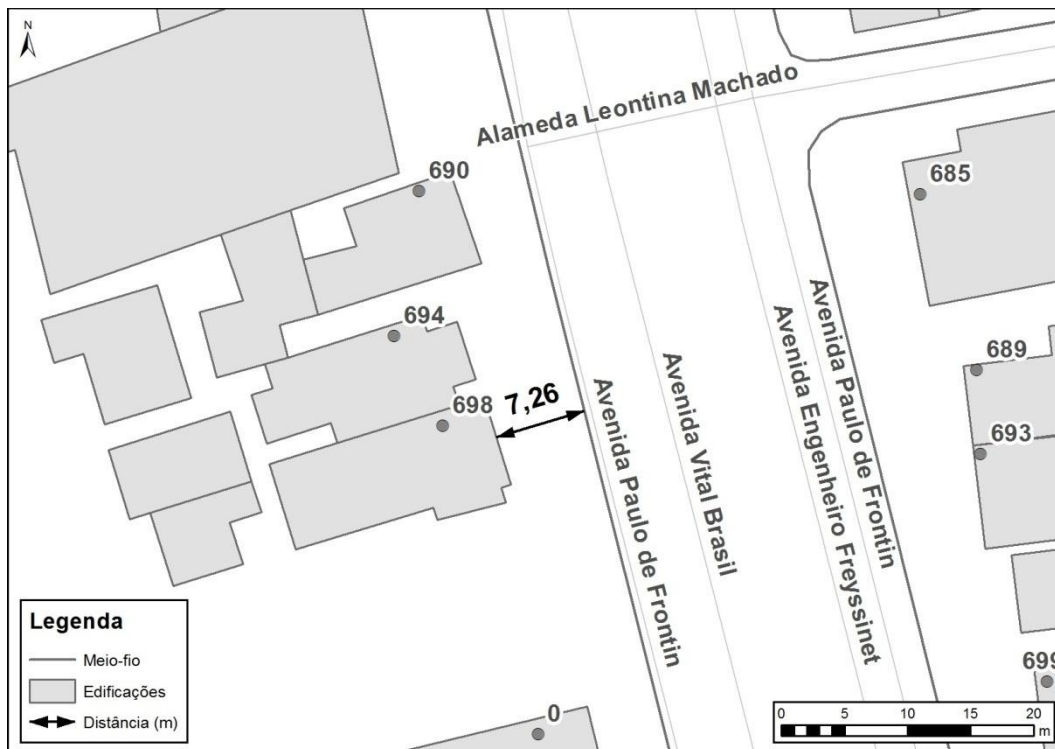 N
Alameda Leontina Machado
690
685
694
689
7,26
698
693
Avenida Paulo de Frontin
Avenida Vital Brasil
Avenida Engenheiro Freyssinet
Avenida Paulo de Frontin
699
0
Legenda
Meio-fio
Edificações
Distância (m)
0 5 10 15 20
m